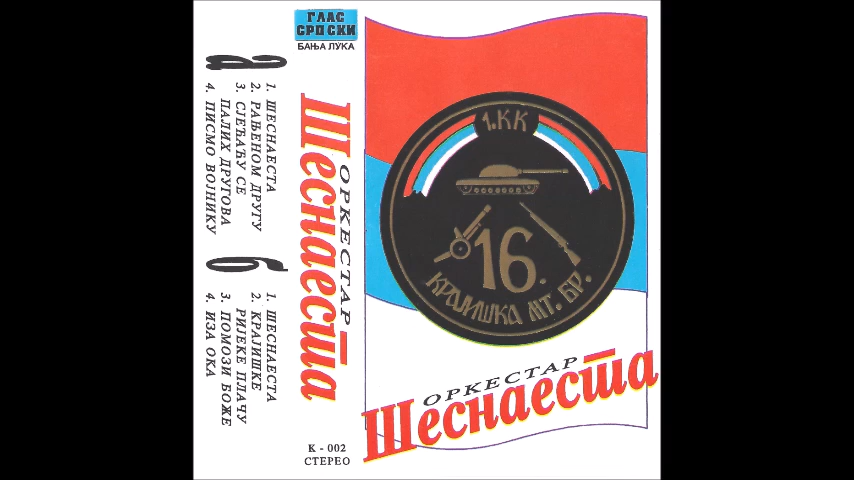 ГЛАС
СРПСКИ
БАЊА ЛУКА
а
1. ШЕСНАЕСТА
2. РАЊЕНОМ ДРУГУ
3. СЈЕЋАЋУ СЕ
ПАЛИХ ДРУГОВА
4. ПИСМО ВОЈНИКУ
б
1. ШЕСНАЕСТА
2. КРАЈИШКЕ
РИЈЕКЕ ПЛАЧУ
3. ПОМОЗИ БОЖЕ
4. ИЗА ОКА
ОРКЕСТАР
Шеснаеста
К - 002
СТЕРЕО
1.КК
16.
КРАЈИШКА МТ. БР.
ОРКЕСТАР
Шеснаеста